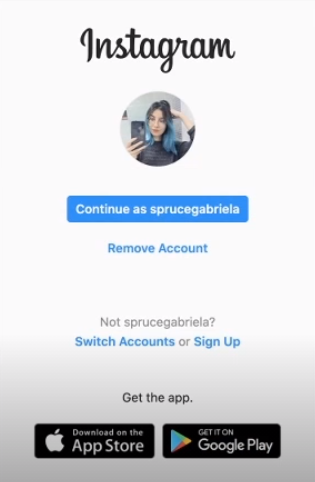 Instagram
Continue as sprucegabriela
Remove Account
Not sprucegabriela?
Switch Accounts or Sign Up
Get the app.
Download on the
App Store
GET IT ON
Google Play